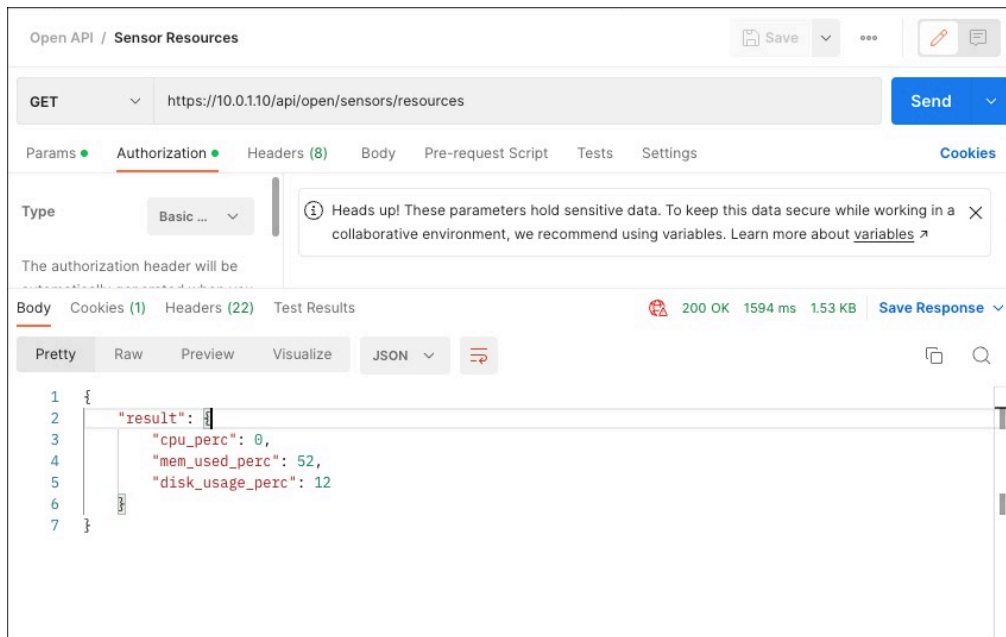 Open API / Sensor Resources
Save
GET https://10.0.1.10/api/open/sensors/resources Send
Params Authorization Headers (8) Body Pre-request Script Tests Settings Cookies
Type Basic ...
Heads up! These parameters hold sensitive data. To keep this data secure while working in a
collaborative environment, we recommend using variables. Learn more about variables ↗
The authorization header will be
Body Cookies (1) Headers (22) Test Results 200 OK 1594 ms 1.53 KB Save Response
Pretty Raw Preview Visualize JSON
1 {
2 "result": {
3 "cpu_perc": 0,
4 "mem_used_perc": 52,
5 "disk_usage_perc": 12
6 }
7 }